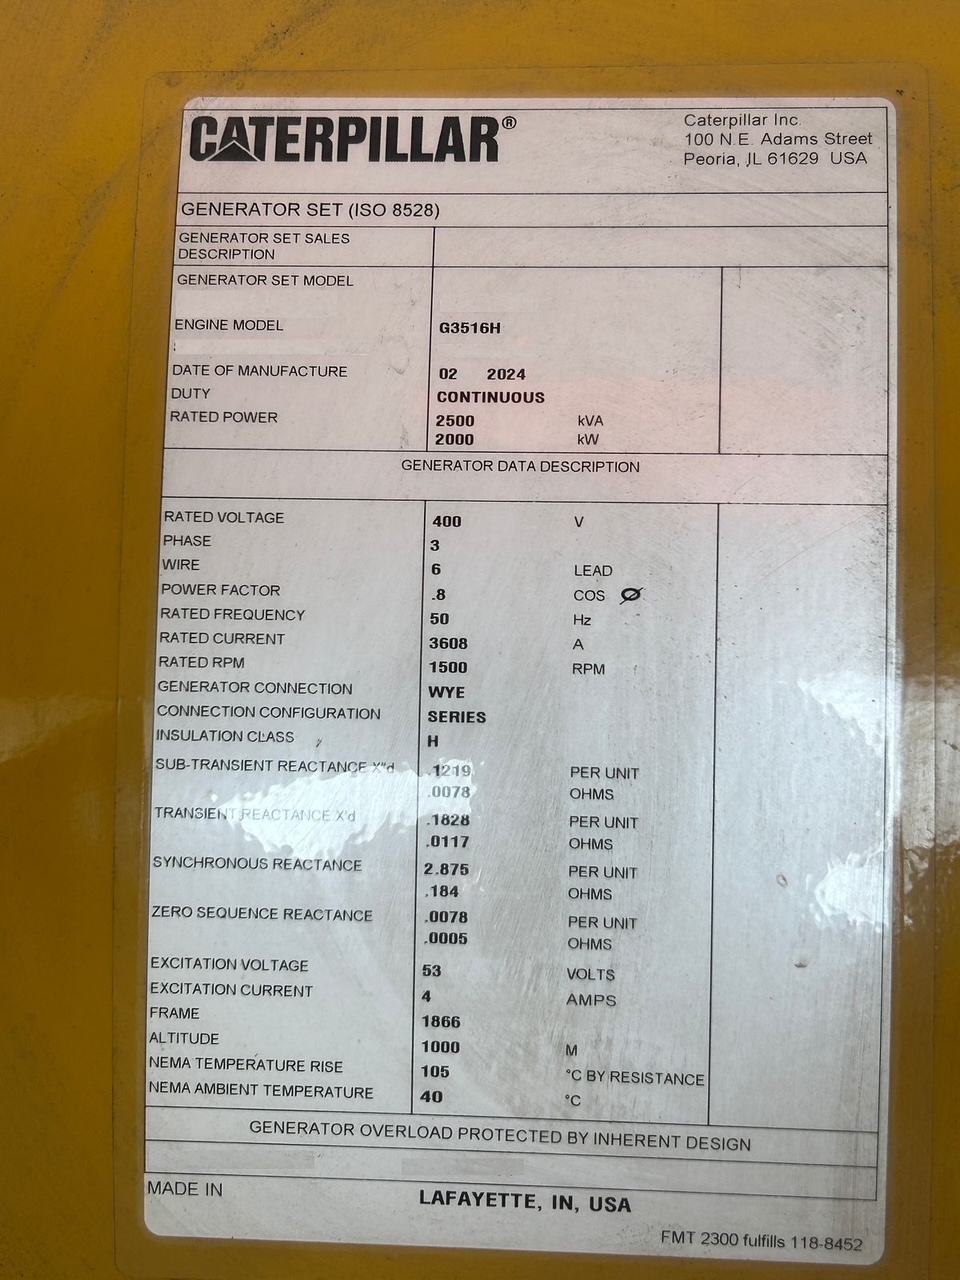 CATERPILLAR®
Caterpillar Inc.
100 N.E. Adams Street
Peoria, IL 61629 USA
GENERATOR SET (ISO 8528)
GENERATOR SET SALES
DESCRIPTION
GENERATOR SET MODEL
ENGINE MODEL G3516H
DATE OF MANUFACTURE 02 2024
DUTY CONTINUOUS
RATED POWER 2500 kVA
2000 kW
GENERATOR DATA DESCRIPTION
RATED VOLTAGE 400 V
PHASE 3
WIRE 6 LEAD
POWER FACTOR .8 COS Ø
RATED FREQUENCY 50 Hz
RATED CURRENT 3608 A
RATED RPM 1500 RPM
GENERATOR CONNECTION WYE
CONNECTION CONFIGURATION SERIES
INSULATION CLASS H
SUB-TRANSIENT REACTANCE X"d .1219 PER UNIT
.0078 OHMS
TRANSIENT REACTANCE X'd .1828 PER UNIT
.0117 OHMS
SYNCHRONOUS REACTANCE 2.875 PER UNIT
.184 OHMS
ZERO SEQUENCE REACTANCE .0078 PER UNIT
.0005 OHMS
EXCITATION VOLTAGE 53 VOLTS
EXCITATION CURRENT 4 AMPS
FRAME 1866
ALTITUDE 1000 M
NEMA TEMPERATURE RISE 105 °C BY RESISTANCE
NEMA AMBIENT TEMPERATURE 40 °C
GENERATOR OVERLOAD PROTECTED BY INHERENT DESIGN
MADE IN LAFAYETTE, IN, USA
FMT 2300 fulfills 118-8452